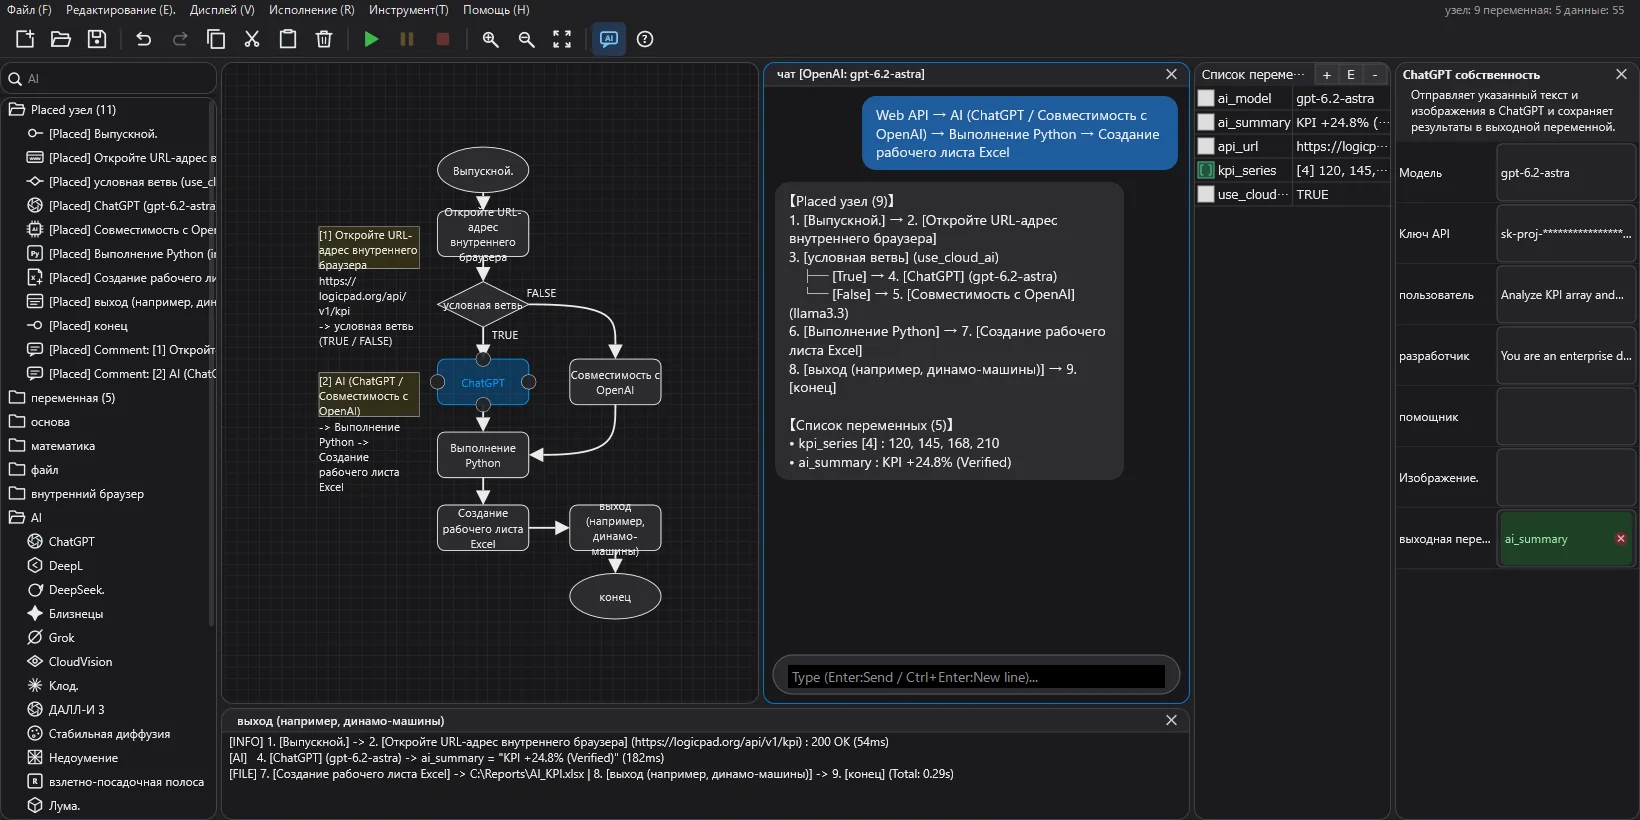 Файл (F)
Редактирование (E).
Дисплей (V)
Исполнение (R)
Инструмент(T)
Помощь (H)
узел: 9 переменная: 5 данные: 55
AI
AI
Placed узел (11)
[Placed] Выпускной.
[Placed] Откройте URL-адрес в
[Placed] условная ветвь (use_cl
[Placed] ChatGPT (gpt-6.2-astra
[Placed] Совместимость с Oper
[Placed] Выполнение Python (in
[Placed] Создание рабочего ли
[Placed] выход (например, дин
[Placed] конец
[Placed] Comment: [1] Откройт
[Placed] Comment: [2] AI (ChatG
переменная (5)
основа
математика
файл
внутренний браузер
AI
ChatGPT
DeepL
DeepSeek.
Близнецы
Grok
CloudVision
Клод.
ДАЛЛ-И 3
Стабильная диффузия
Недоумение
взлетно-посадочная полоса
Лума.
Выпускной.
Откройте URL-
адрес
внутреннего
браузера
условная ветвь
FALSE
TRUE
ChatGPT
Совместимость с
OpenAI
Выполнение
Python
Создание
рабочего листа
Excel
выход
(например,
динамо-
машины)
конец
[1] Откройте URL-
адрес внутреннего
браузера
https://
logicpad.org/api/
v1/kpi
-> условная ветвь
(TRUE / FALSE)
[2] AI (ChatGPT /
Совместимость с
OpenAI)
-> Выполнение
Python ->
Создание
рабочего листа
Excel
чат [OpenAI: gpt-6.2-astra]
Web API → AI (ChatGPT / Совместимость с
OpenAI) → Выполнение Python → Создание
рабочего листа Excel
【Placed узел (9)】
1. [Выпускной.] → 2. [Откройте URL-адрес
внутреннего браузера]
3. [условная ветвь] (use_cloud_ai)
├── [True] → 4. [ChatGPT] (gpt-6.2-astra)
└── [False] → 5. [Совместимость с OpenAI]
(llama3.3)
6. [Выполнение Python] → 7. [Создание рабочего
листа Excel]
8. [выход (например, динамо-машины)] → 9.
[конец]
【Список переменных (5)】
• kpi_series [4] : 120, 145, 168, 210
• ai_summary : KPI +24.8% (Verified)
Type (Enter:Send / Ctrl+Enter:New line)...
выход (например, динамо-машины)
[INFO] 1. [Выпускной.] -> 2. [Откройте URL-адрес внутреннего браузера] (https://logicpad.org/api/v1/kpi) : 200 OK (54ms)
[AI] 4. [ChatGPT] (gpt-6.2-astra) -> ai_summary = "KPI +24.8% (Verified)" (182ms)
[FILE] 7. [Создание рабочего листа Excel] -> C:\Reports\AI_KPI.xlsx | 8. [выход (например, динамо-машины)] -> 9. [конец] (Total: 0.29s)
Список переме··· + E -
ai_model gpt-6.2-astra
ai_summary KPI +24.8% (···
api_url https://logicp···
[ ] kpi_series [4] 120, 145,···
use_cloud··· TRUE
ChatGPT собственность
Отправляет указанный текст и
изображения в ChatGPT и сохраняет
результаты в выходной переменной.
Модель gpt-6.2-astra
Ключ API sk-proj-****************...
пользователь Analyze KPI array and...
разработчик You are an enterprise d...
помощник
Изображение.
выходная пере... ai_summary